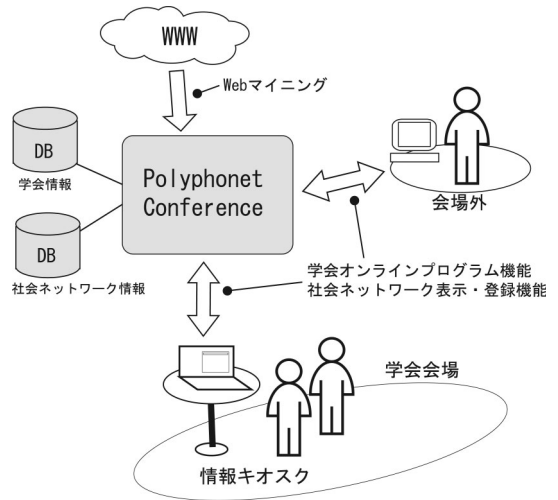 WWW
Webマイニング
DB
学会情報
Polyphonet
Conference
DB
社会ネットワーク情報
会場外
学会オンラインプログラム機能
社会ネットワーク表示・登録機能
学会会場
情報キオスク